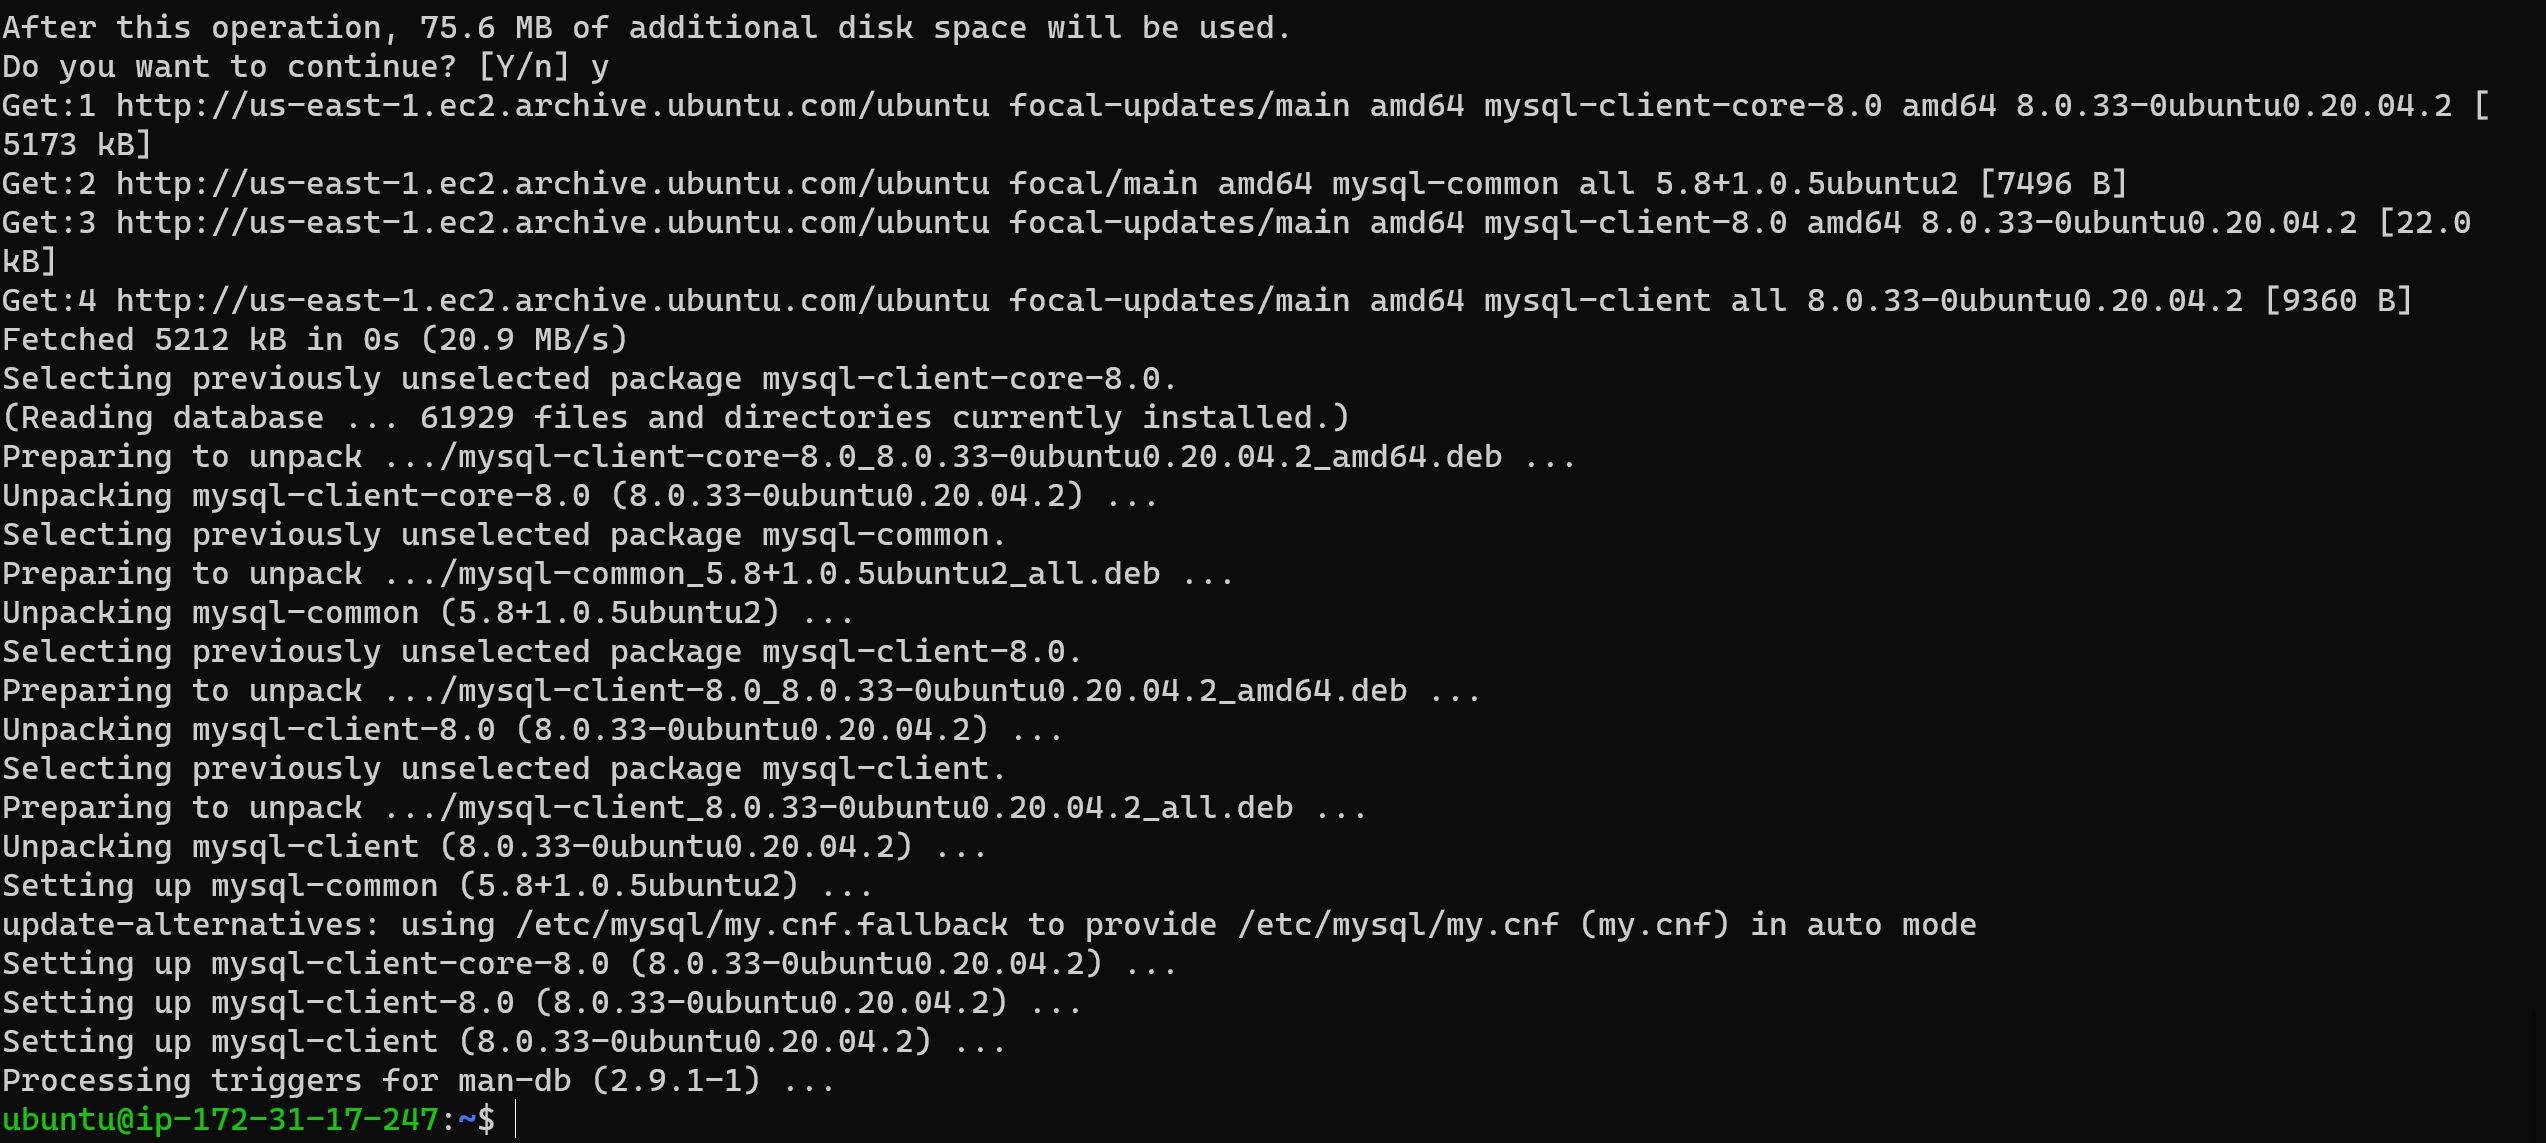 After this operation, 75.6 MB of additional disk space will be used.
Do you want to continue? [Y/n] y
Get:1 http://us-east-1.ec2.archive.ubuntu.com/ubuntu focal-updates/main amd64 mysql-client-core-8.0 amd64 8.0.33-0ubuntu0.20.04.2 [
5173 kB]
Get:2 http://us-east-1.ec2.archive.ubuntu.com/ubuntu focal/main amd64 mysql-common all 5.8+1.0.5ubuntu2 [7496 B]
Get:3 http://us-east-1.ec2.archive.ubuntu.com/ubuntu focal-updates/main amd64 mysql-client-8.0 amd64 8.0.33-0ubuntu0.20.04.2 [22.0
kB]
Get:4 http://us-east-1.ec2.archive.ubuntu.com/ubuntu focal-updates/main amd64 mysql-client all 8.0.33-0ubuntu0.20.04.2 [9360 B]
Fetched 5212 kB in 0s (20.9 MB/s)
Selecting previously unselected package mysql-client-core-8.0.
(Reading database ... 61929 files and directories currently installed.)
Preparing to unpack .../mysql-client-core-8.0_8.0.33-0ubuntu0.20.04.2_amd64.deb ...
Unpacking mysql-client-core-8.0 (8.0.33-0ubuntu0.20.04.2) ...
Selecting previously unselected package mysql-common.
Preparing to unpack .../mysql-common_5.8+1.0.5ubuntu2_all.deb ...
Unpacking mysql-common (5.8+1.0.5ubuntu2) ...
Selecting previously unselected package mysql-client-8.0.
Preparing to unpack .../mysql-client-8.0_8.0.33-0ubuntu0.20.04.2_amd64.deb ...
Unpacking mysql-client-8.0 (8.0.33-0ubuntu0.20.04.2) ...
Selecting previously unselected package mysql-client.
Preparing to unpack .../mysql-client_8.0.33-0ubuntu0.20.04.2_all.deb ...
Unpacking mysql-client (8.0.33-0ubuntu0.20.04.2) ...
Setting up mysql-common (5.8+1.0.5ubuntu2) ...
update-alternatives: using /etc/mysql/my.cnf.fallback to provide /etc/mysql/my.cnf (my.cnf) in auto mode
Setting up mysql-client-core-8.0 (8.0.33-0ubuntu0.20.04.2) ...
Setting up mysql-client-8.0 (8.0.33-0ubuntu0.20.04.2) ...
Setting up mysql-client (8.0.33-0ubuntu0.20.04.2) ...
Processing triggers for man-db (2.9.1-1) ...
ubuntu@ip-172-31-17-247:~$